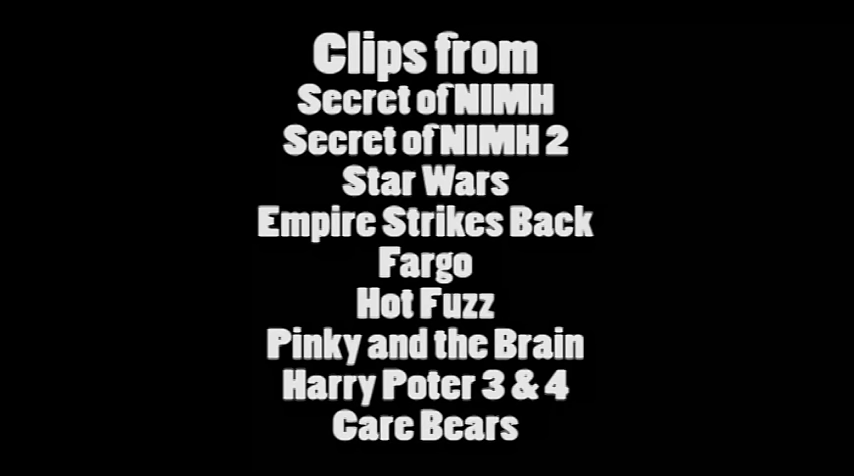 Clips from
Secret of NIMH
Secret of NIMH 2
Star Wars
Empire Strikes Back
Fargo
Hot Fuzz
Pinky and the Brain
Harry Poter 3 & 4
Care Bears